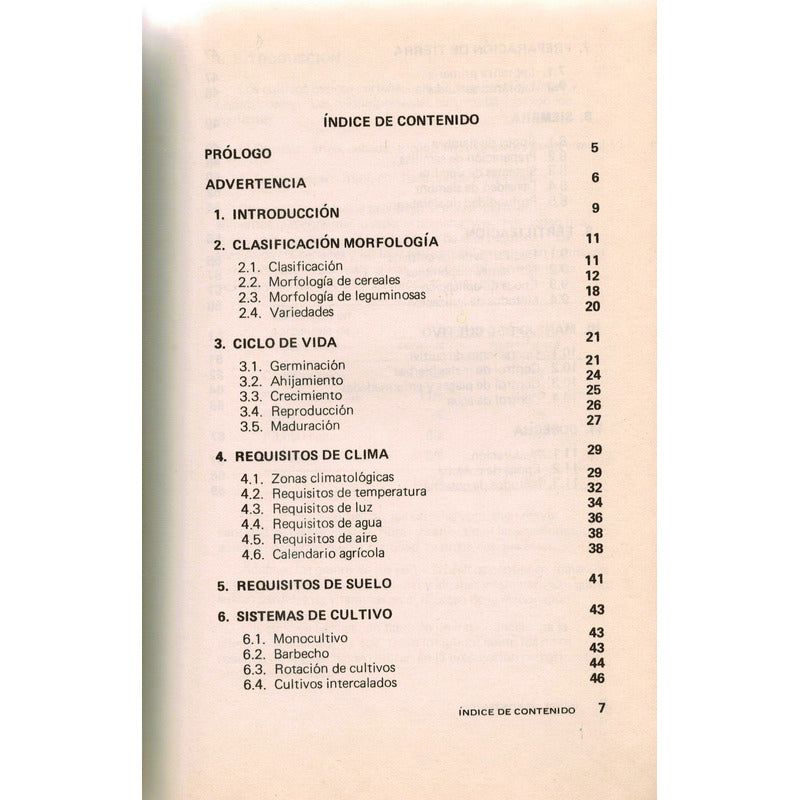 ÍNDICE DE CONTENIDO
PRÓLOGO 5
ADVERTENCIA 6
1. INTRODUCCIÓN 9
2. CLASIFICACIÓN MORFOLOGÍA 11
2.1. Clasificación 11
2.2. Morfología de cereales 12
2.3. Morfología de leguminosas 18
2.4. Variedades 20
3. CICLO DE VIDA 21
3.1. Germinación 21
3.2. Ahijamiento 24
3.3. Crecimiento 25
3.4. Reproducción 26
3.5. Maduración 27
4. REQUISITOS DE CLIMA 29
4.1. Zonas climatológicas 29
4.2. Requisitos de temperatura 32
4.3. Requisitos de luz 34
4.4. Requisitos de agua 36
4.5. Requisitos de aire 38
4.6. Calendario agrícola 38
5. REQUISITOS DE SUELO 41
6. SISTEMAS DE CULTIVO 43
6.1. Monocultivo 43
6.2. Barbecho 43
6.3. Rotación de cultivos 44
6.4. Cultivos intercalados 46
ÍNDICE DE CONTENIDO 7